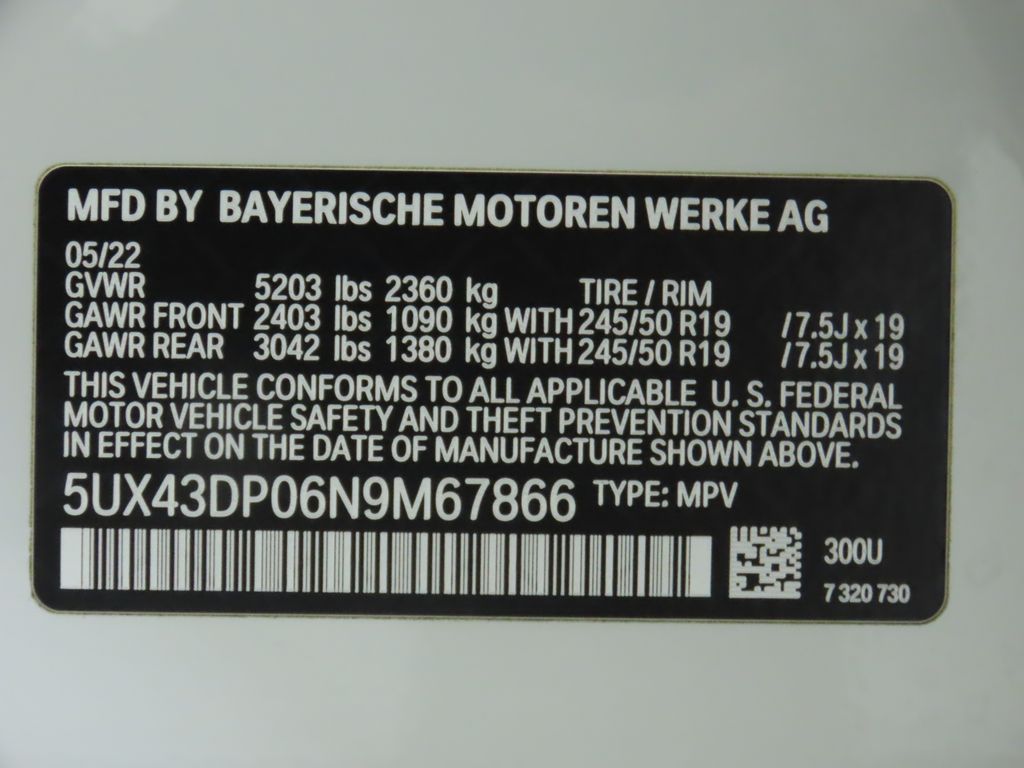 MFD BY BAYERISCHE MOTOREN WERKE AG
05/22
GVWR 5203 lbs 2360 kg TIRE / RIM
GAWR FRONT 2403 lbs 1090 kg WITH 245/50 R19 / 7.5J x 19
GAWR REAR 3042 lbs 1380 kg WITH 245/50 R19 / 7.5J x 19
THIS VEHICLE CONFORMS TO ALL APPLICABLE U. S. FEDERAL
MOTOR VEHICLE SAFETY AND THEFT PREVENTION STANDARDS
IN EFFECT ON THE DATE OF MANUFACTURE SHOWN ABOVE.
5UX43DP06N9M67866 TYPE: MPV
300U
7 320 730